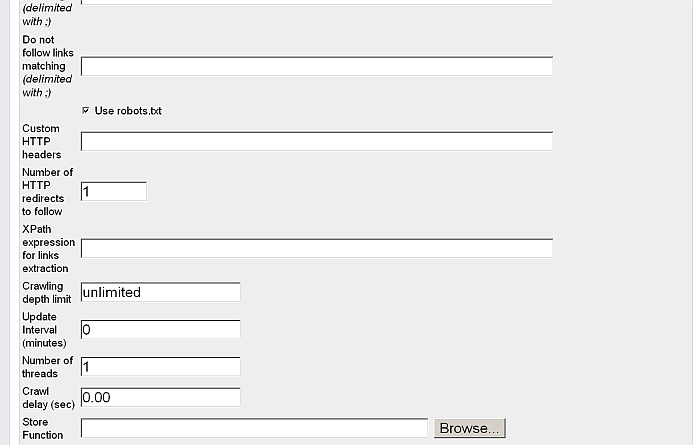 (delimited
with ;)
Do not
follow links
matching
(delimited
with ;)
Use robots.txt
Custom
HTTP
headers
Number of
HTTP
redirects
to follow
1
XPath
expression
for links
extraction
Crawling
depth limit
unlimited
Update
Interval
(minutes)
0
Number of
threads
1
Crawl
delay (sec)
0.00
Store
Function
Browse...